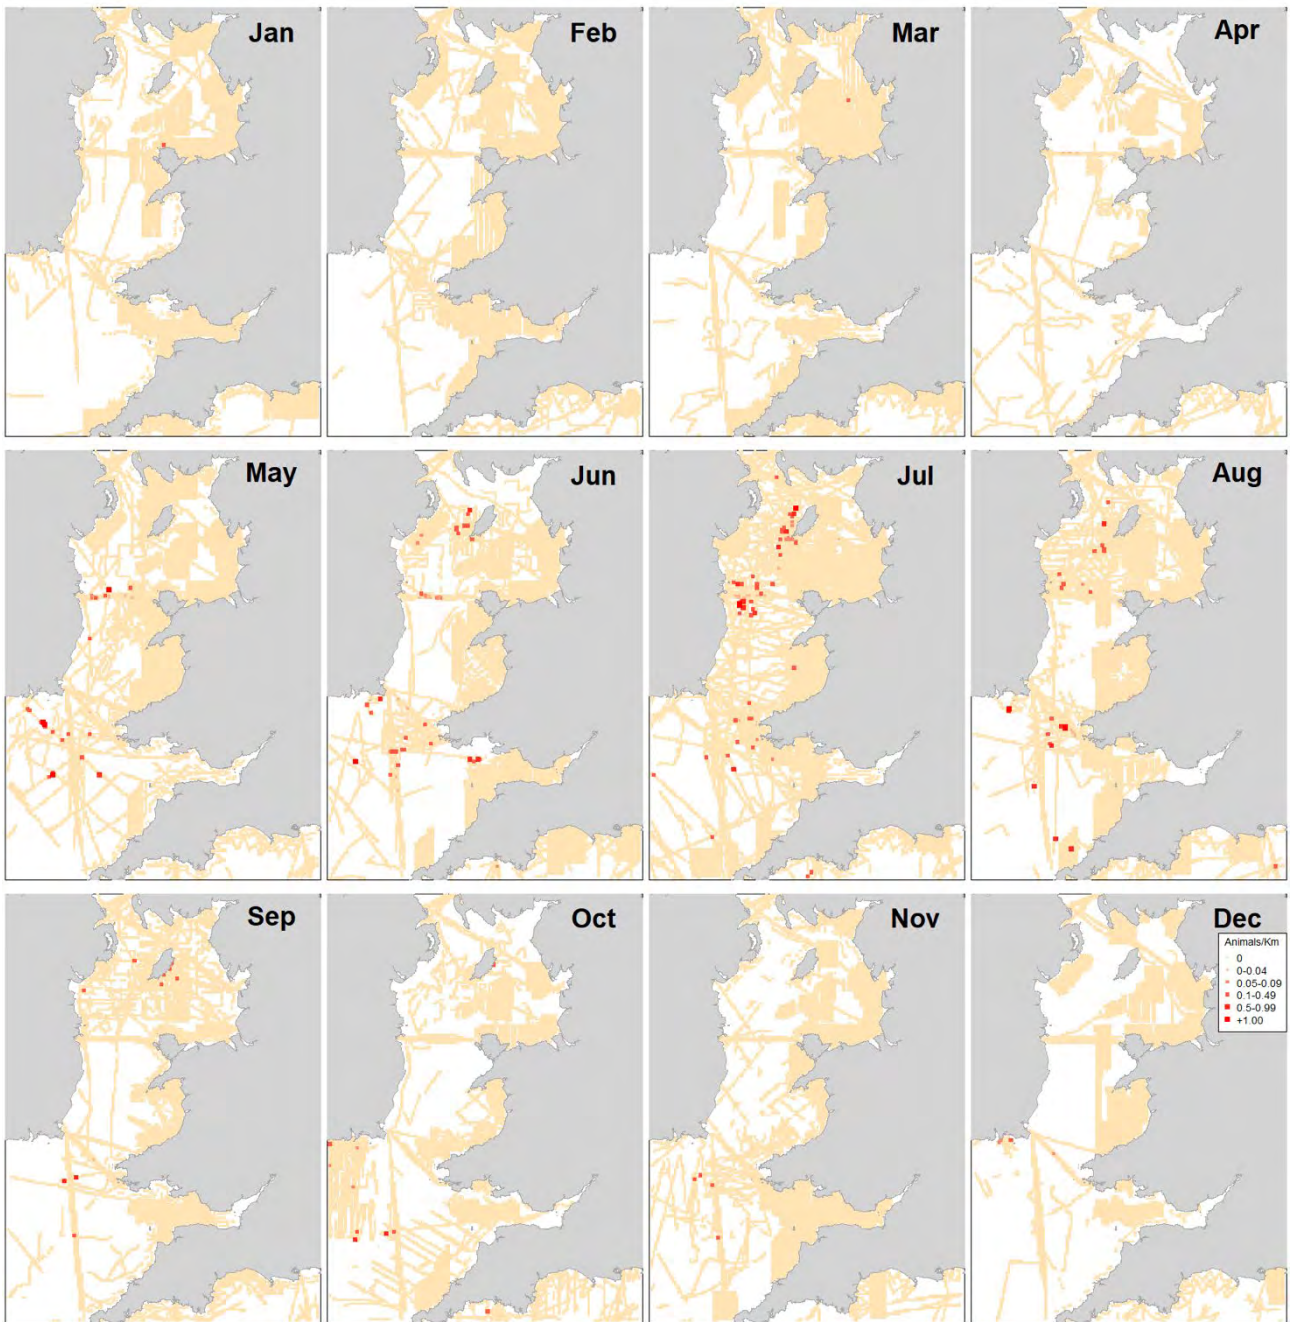 Jan
Feb
Mar
Apr
May
Jun
Jul
Aug
Sep
Oct
Nov
Dec
Animals/Km
0
0-0.04
0.05-0.09
0.1-0.49
0.5-0.99
+1.00